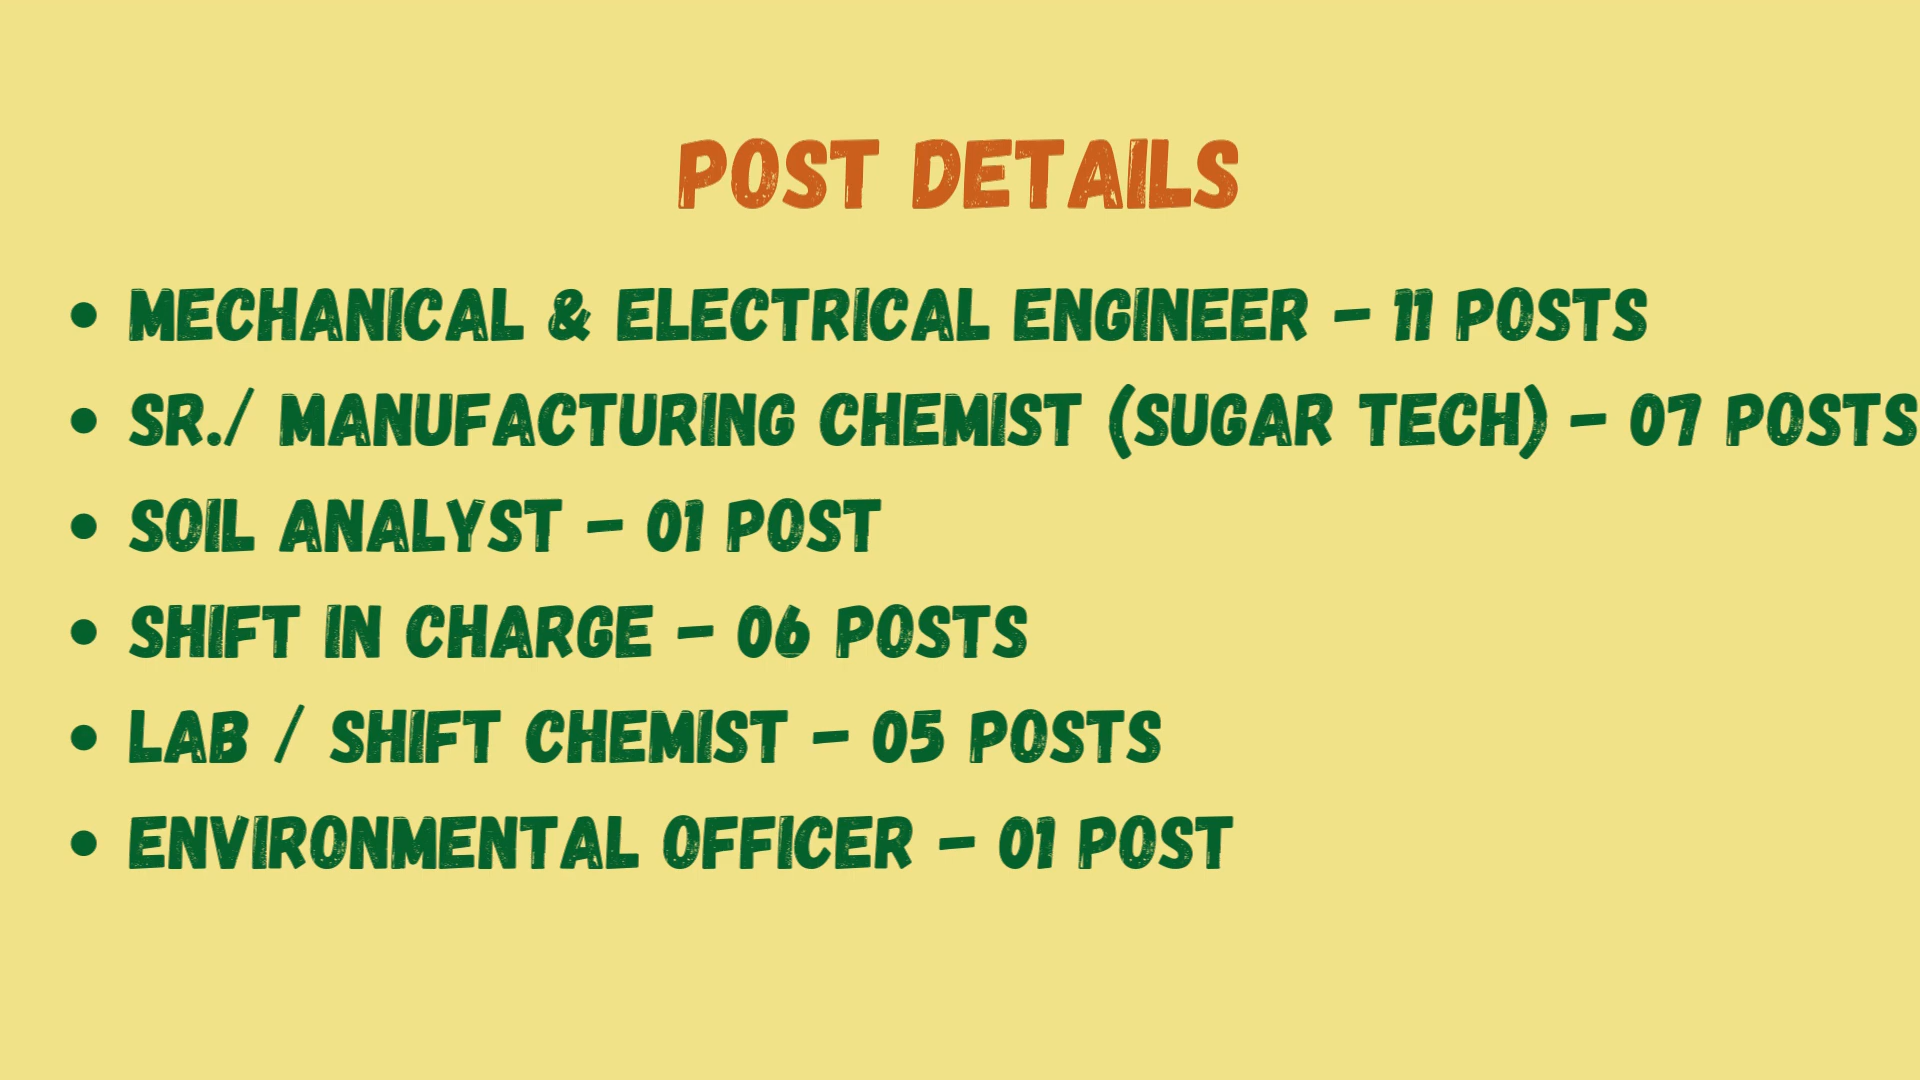 POST DETAILS
• MECHANICAL & ELECTRICAL ENGINEER – 11 POSTS
• SR./ MANUFACTURING CHEMIST (SUGAR TECH) – 07 POSTS
• SOIL ANALYST – 01 POST
• SHIFT IN CHARGE – 06 POSTS
• LAB / SHIFT CHEMIST – 05 POSTS
• ENVIRONMENTAL OFFICER – 01 POST